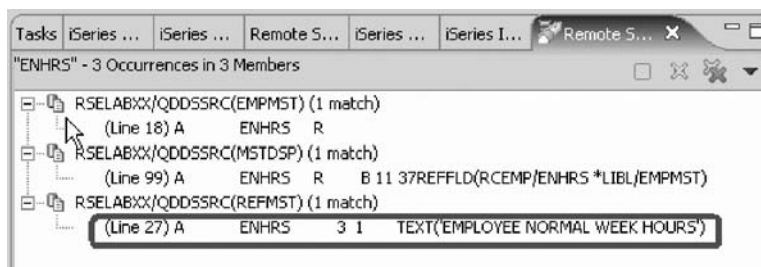 Tasks iSeries ... iSeries ... Remote S... iSeries ... iSeries I... Remote S... X
"ENHRS" - 3 Occurrences in 3 Members
RSELABXX/QDDSSRC(EMPMST) (1 match)
(Line 18) A ENHRS R
RSELABXX/QDDSSRC(MSTDSP) (1 match)
(Line 99) A ENHRS R B 11 37REFFLD(RCEMP/ENHRS *LIBL/EMPMST)
RSELABXX/QDDSSRC(REFMST) (1 match)
(Line 27) A ENHRS 3 1 TEXT('EMPLOYEE NORMAL WEEK HOURS')